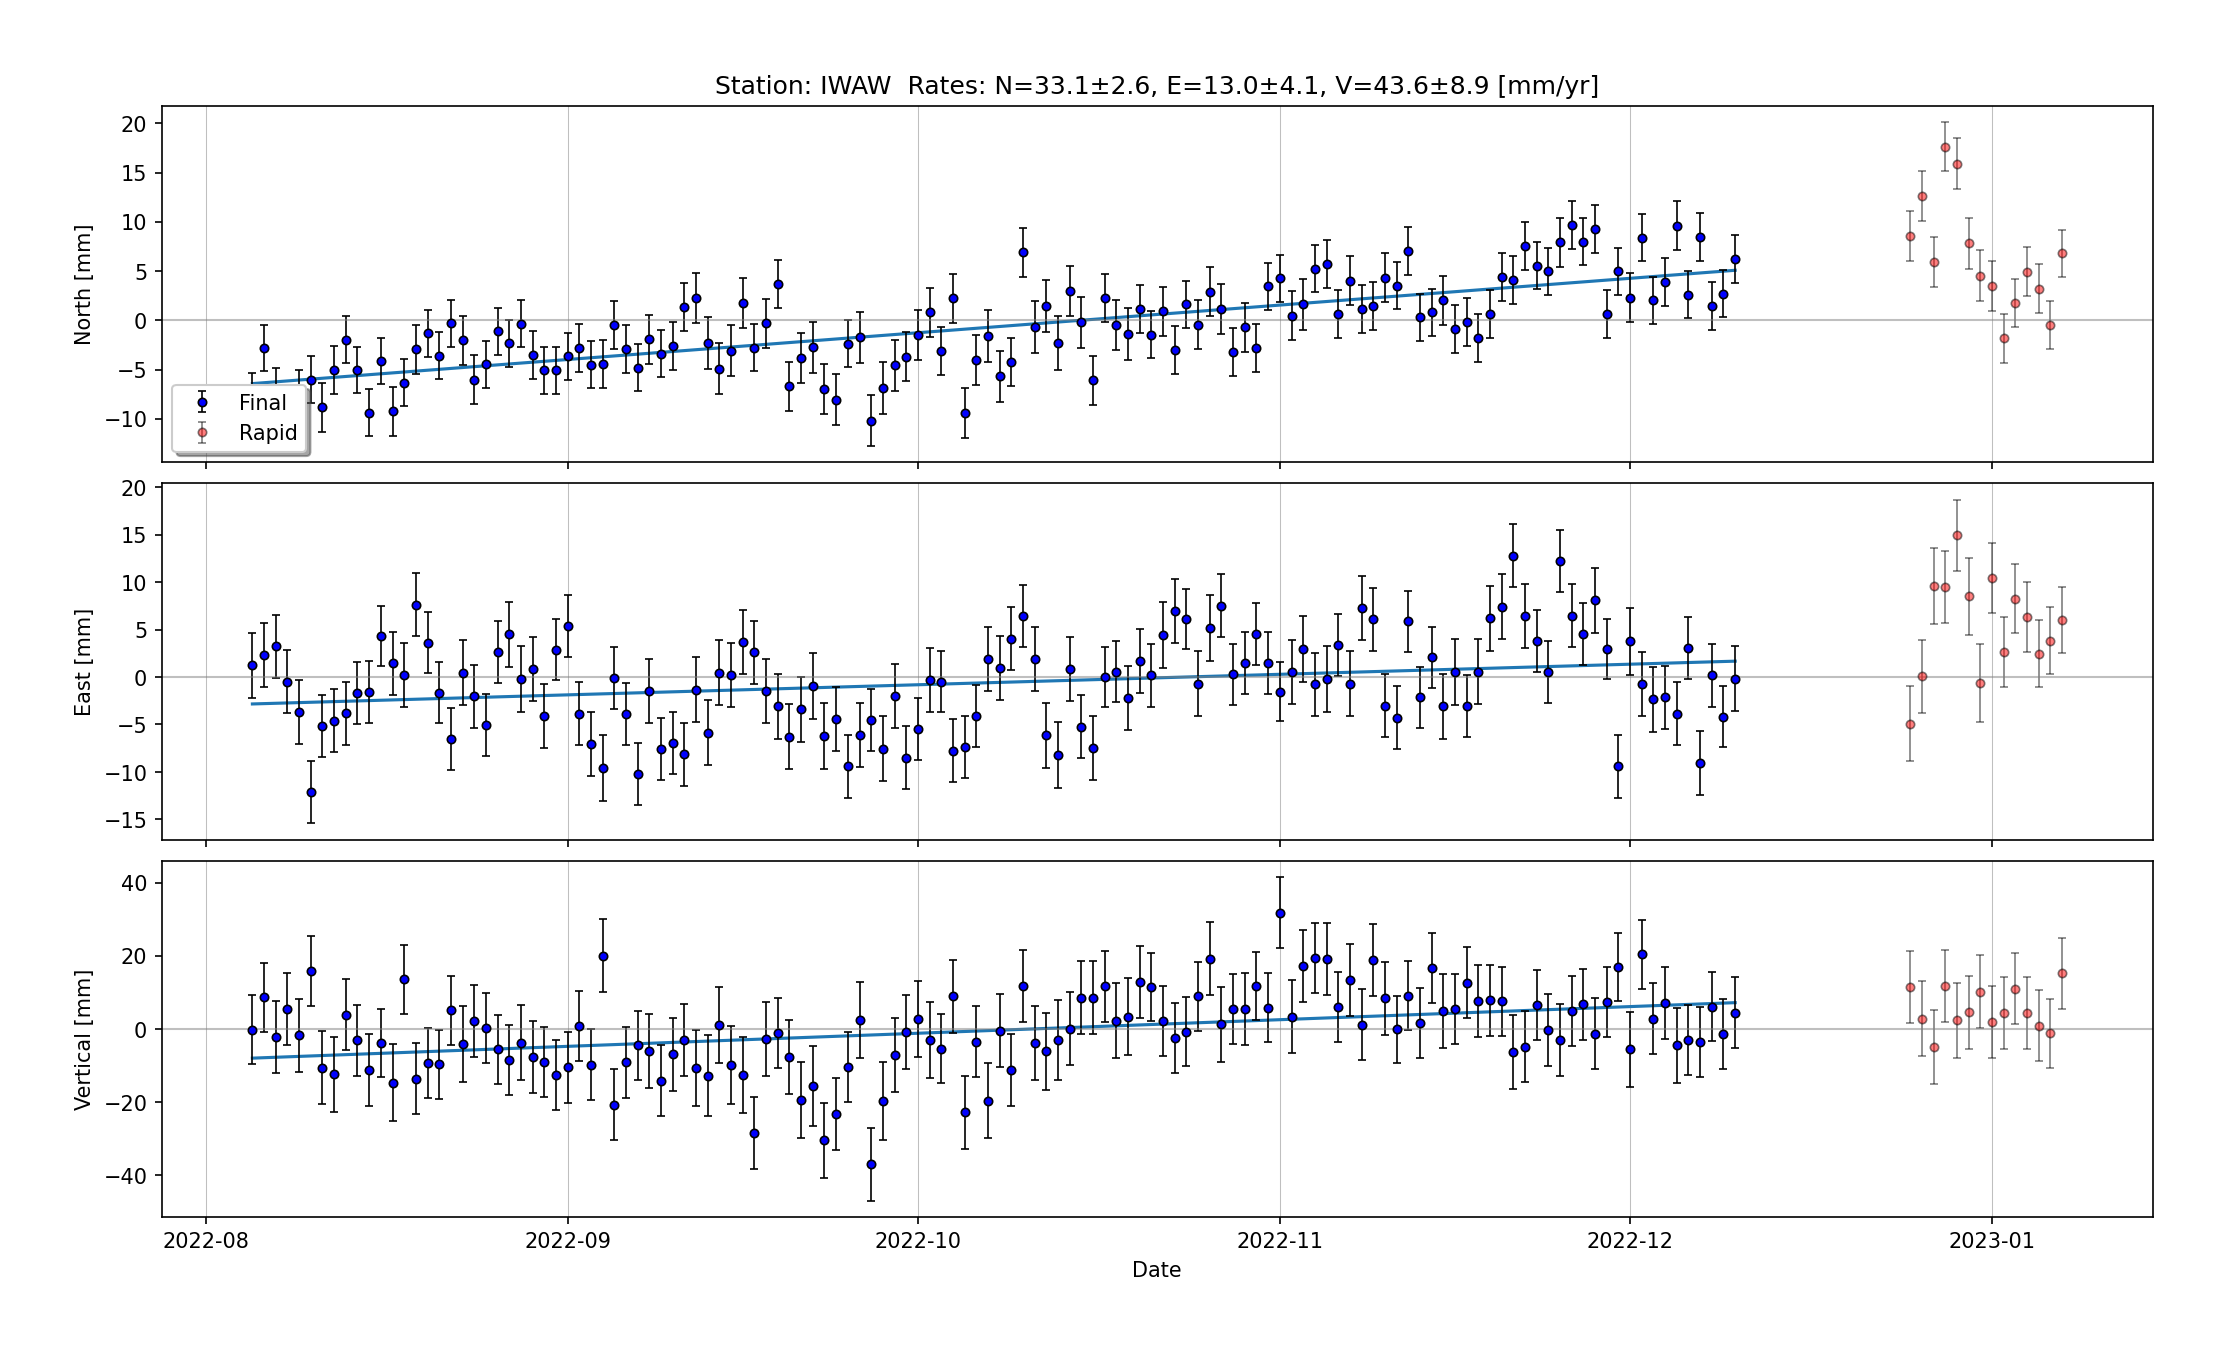 Station: IWAW  Rates: N=33.1±2.6, E=13.0±4.1, V=43.6±8.9 [mm/yr]
North [mm]
20
15
10
5
0
−5
−10
Final
Rapid
East [mm]
20
15
10
5
0
−5
−10
−15
Vertical [mm]
40
20
0
−20
−40
2022-08 2022-09 2022-10 2022-11 2022-12 2023-01
Date